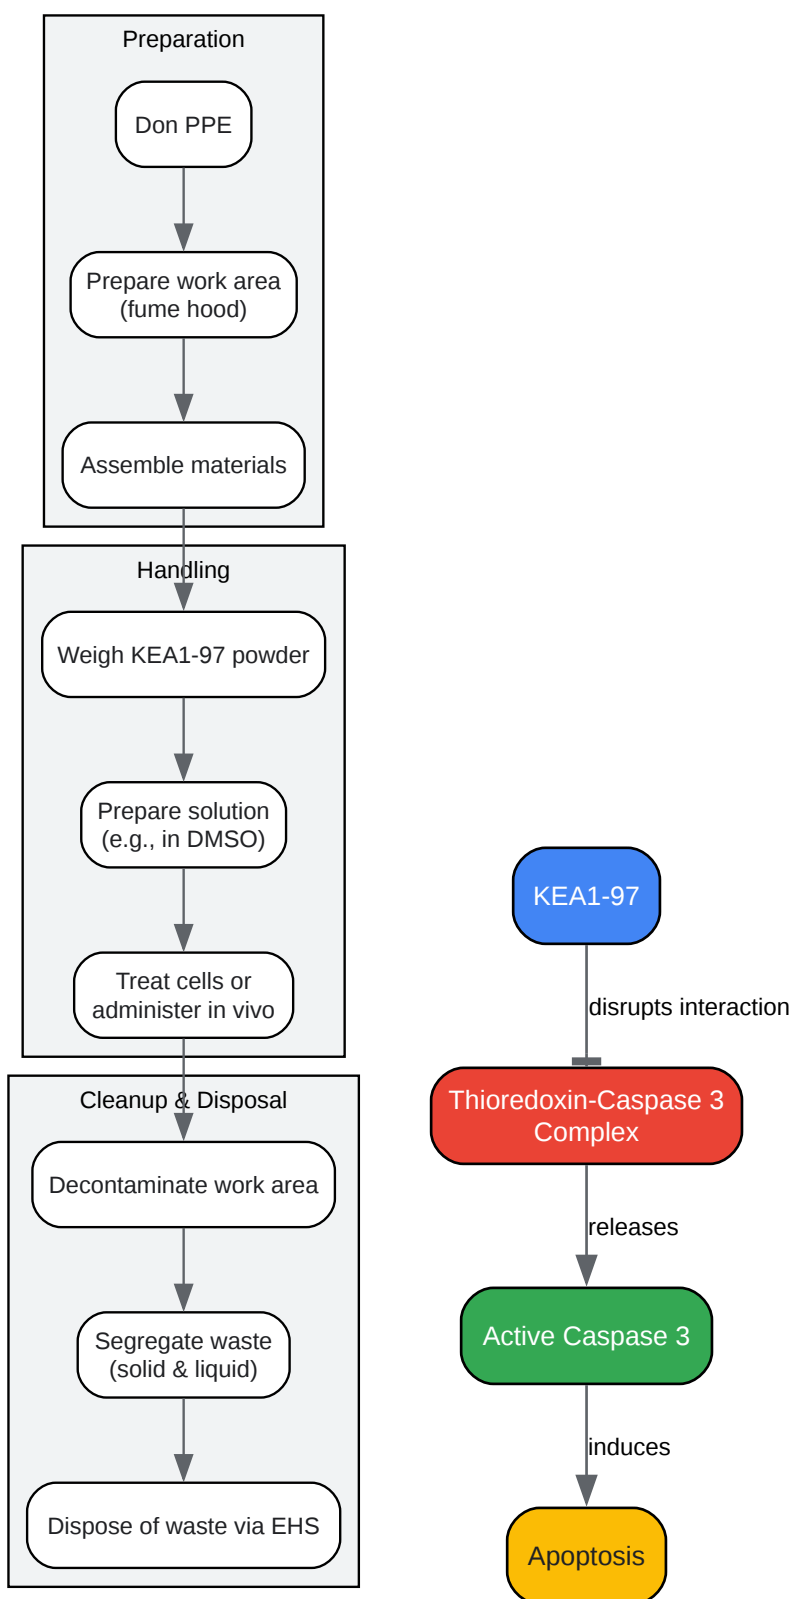 Preparation
Don PPE
Prepare work area
(fume hood)
Assemble materials
Handling
Weigh KEA1-97 powder
Prepare solution
(e.g., in DMSO)
Treat cells or
administer in vivo
Cleanup & Disposal
Decontaminate work area
Segregate waste
(solid & liquid)
Dispose of waste via EHS
KEA1-97
disrupts interaction
Thioredoxin-Caspase 3
Complex
releases
Active Caspase 3
induces
Apoptosis